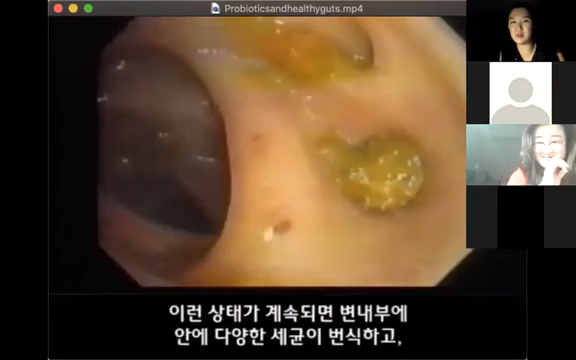 Probioticsandhealthyguts.mp4
이런 상태가 계속되면 변내부에
안에 다양한 세균이 번식하고,